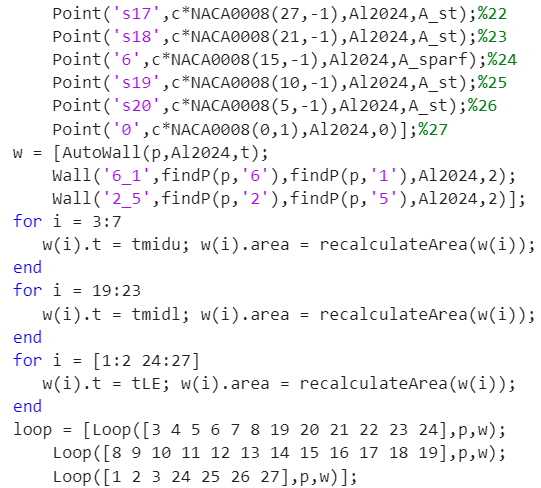 Point('s17',c*NACA0008(27,-1),Al2024,A_st);%22
Point('s18',c*NACA0008(21,-1),Al2024,A_st);%23
Point('6',c*NACA0008(15,-1),Al2024,A_sparf);%24
Point('s19',c*NACA0008(10,-1),Al2024,A_st);%25
Point('s20',c*NACA0008(5,-1),Al2024,A_st);%26
Point('0',c*NACA0008(0,1),Al2024,0)];%27
w = [AutoWall(p,Al2024,t);
Wall('6_1',findP(p,'6'),findP(p,'1'),Al2024,2);
Wall('2_5',findP(p,'2'),findP(p,'5'),Al2024,2)];
for i = 3:7
w(i).t = tmidu; w(i).area = recalculateArea(w(i));
end
for i = 19:23
w(i).t = tmidl; w(i).area = recalculateArea(w(i));
end
for i = [1:2 24:27]
w(i).t = tLE; w(i).area = recalculateArea(w(i));
end
loop = [Loop([3 4 5 6 7 8 19 20 21 22 23 24],p,w);
Loop([8 9 10 11 12 13 14 15 16 17 18 19],p,w);
Loop([1 2 3 24 25 26 27],p,w)];